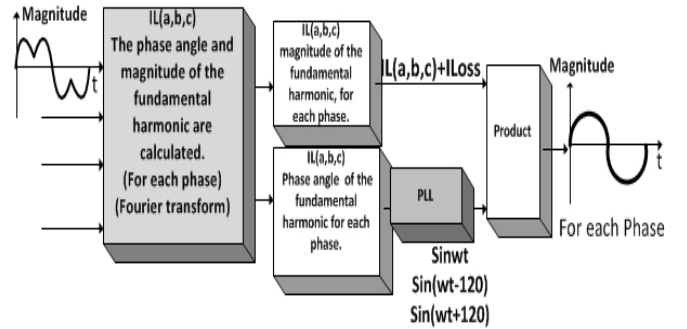 Magnitude
t
IL(a,b,c)
The phase angle and
magnitude of the
fundamental
harmonic are
calculated.
(For each phase)
(Fourier transform)
IL(a,b,c)
magnitude of the
fundamental
harmonic, for
each phase.
IL(a,b,c)
Phase angle of the
fundamental
harmonic for each
phase.
IL(a,b,c)+ILoss
PLL
Sinwt
Sin(wt-120)
Sin(wt+120)
Product
Magnitude
t
For each Phase